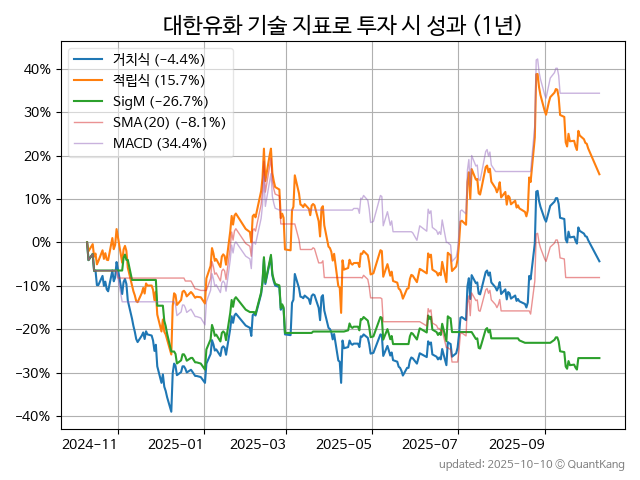 대한유화 기술 지표로 투자 시 성과 (1년)
거치식 (−4.4%)
적립식 (15.7%)
SigM (−26.7%)
SMA(20) (−8.1%)
MACD (34.4%)
40%
30%
20%
10%
0%
−10%
−20%
−30%
−40%
2024-11
2025-01
2025-03
2025-05
2025-07
2025-09
updated: 2025-10-10 © QuantKang